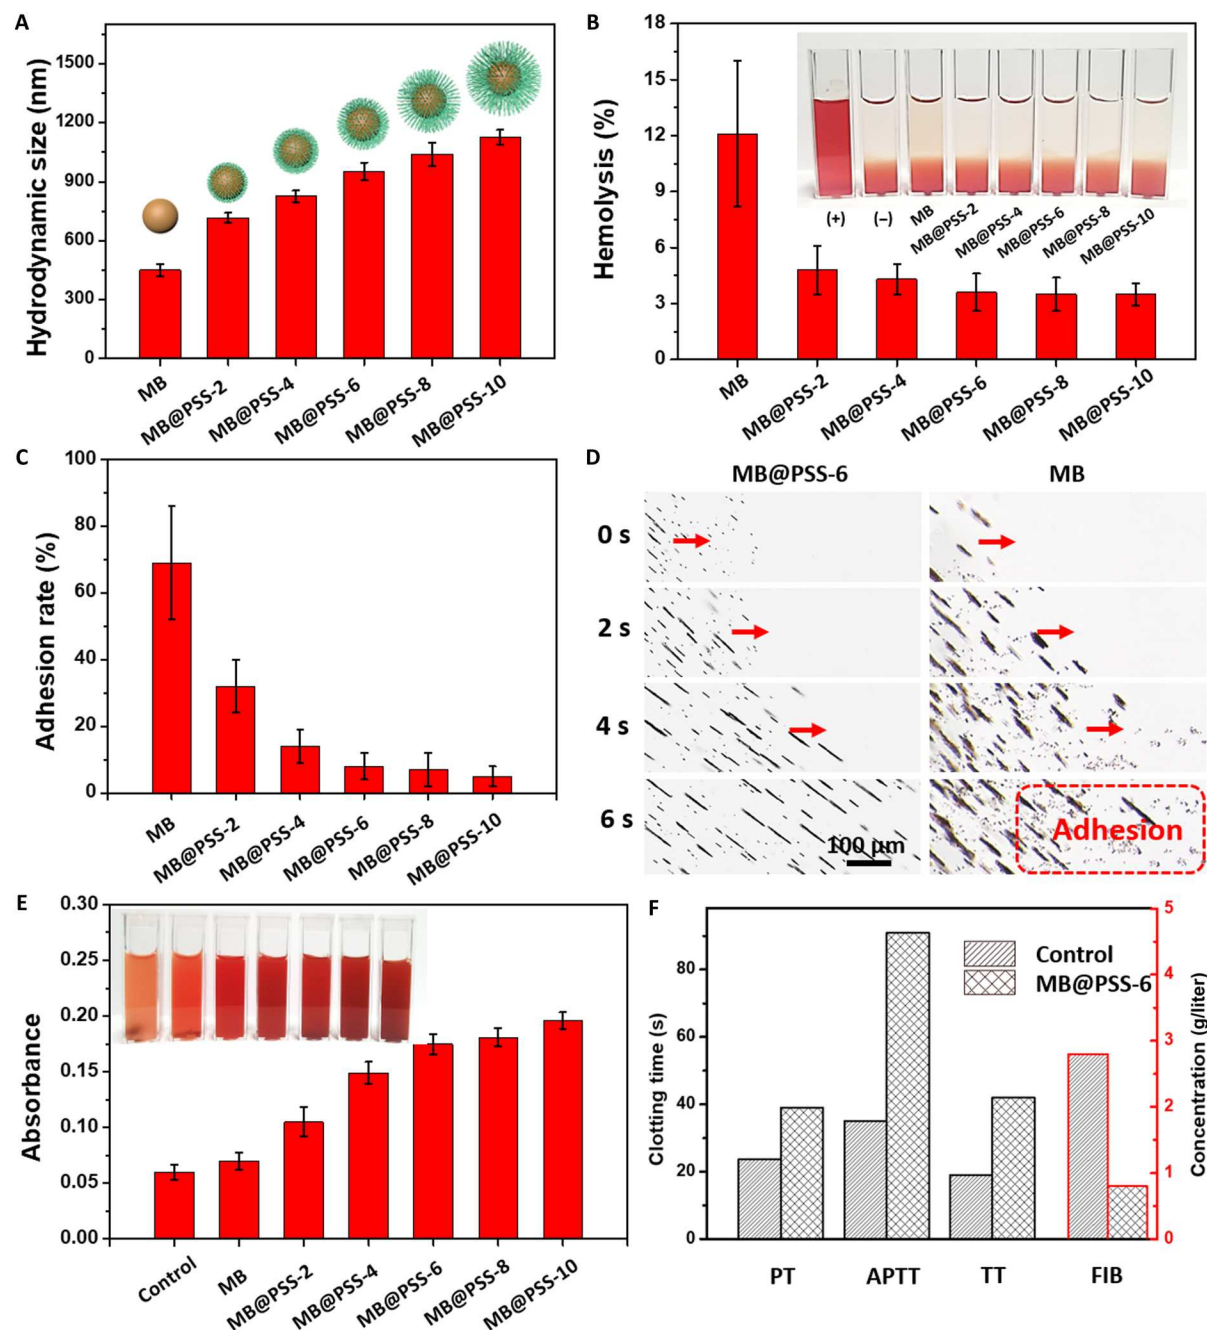 A
Hydrodynamic size (nm)
1500
1200
900
600
300
0
MB
MB@PSS-2
MB@PSS-4
MB@PSS-6
MB@PSS-8
MB@PSS-10
B
Hemolysis (%)
18
15
12
9
6
3
0
(+)
(−)
MB
MB@PSS-2
MB@PSS-4
MB@PSS-6
MB@PSS-8
MB@PSS-10
MB
MB@PSS-2
MB@PSS-4
MB@PSS-6
MB@PSS-8
MB@PSS-10
C
Adhesion rate (%)
100
80
60
40
20
0
MB
MB@PSS-2
MB@PSS-4
MB@PSS-6
MB@PSS-8
MB@PSS-10
D
MB@PSS-6
MB
0 s
2 s
4 s
6 s
100 μm
Adhesion
E
Absorbance
0.30
0.25
0.20
0.15
0.10
0.05
0.00
Control
MB
MB@PSS-2
MB@PSS-4
MB@PSS-6
MB@PSS-8
MB@PSS-10
F
Clotting time (s)
80
60
40
20
0
Control
MB@PSS-6
5
4
3
2
1
0
Concentration (g/liter)
PT
APTT
TT
FIB